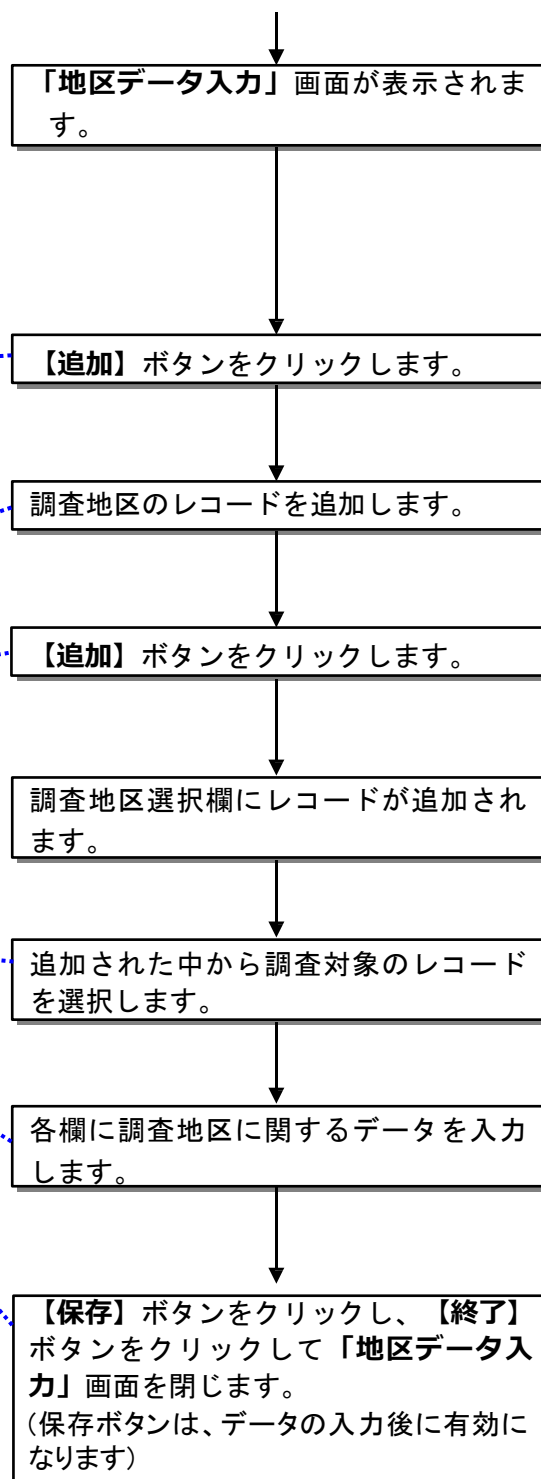 「地区データ入力」画面が表示されま
す。
【追加】ボタンをクリックします。
調査地区のレコードを追加します。
【追加】ボタンをクリックします。
調査地区選択欄にレコードが追加され
ます。
追加された中から調査対象のレコード
を選択します。
各欄に調査地区に関するデータを入力
します。
【保存】ボタンをクリックし、【終了】
ボタンをクリックして「地区データ入
力」画面を閉じます。
(保存ボタンは、データの入力後に有効に
なります)